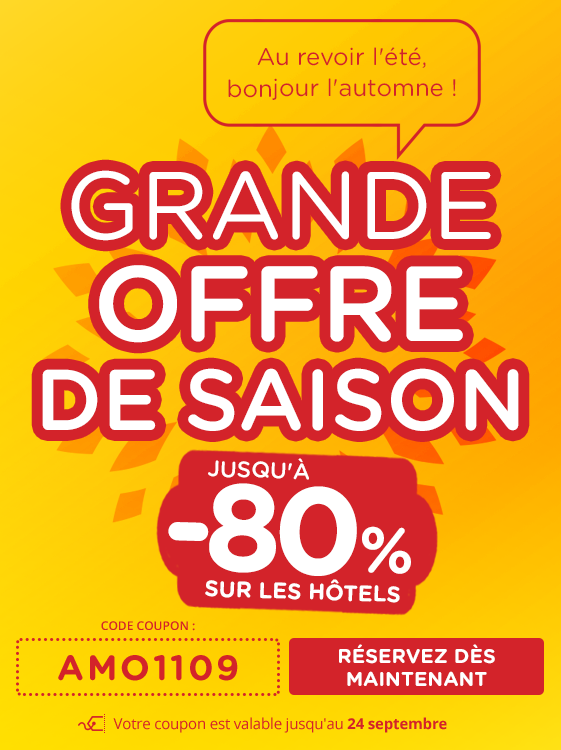 Au revoir l'été,
bonjour l'automne !
GRANDE
OFFRE
DE SAISON
JUSQU'À
-80%
SUR LES HÔTELS
CODE COUPON :
AMO1109
RÉSERVEZ DÈS
MAINTENANT
Votre coupon est valable jusqu'au 24 septembre